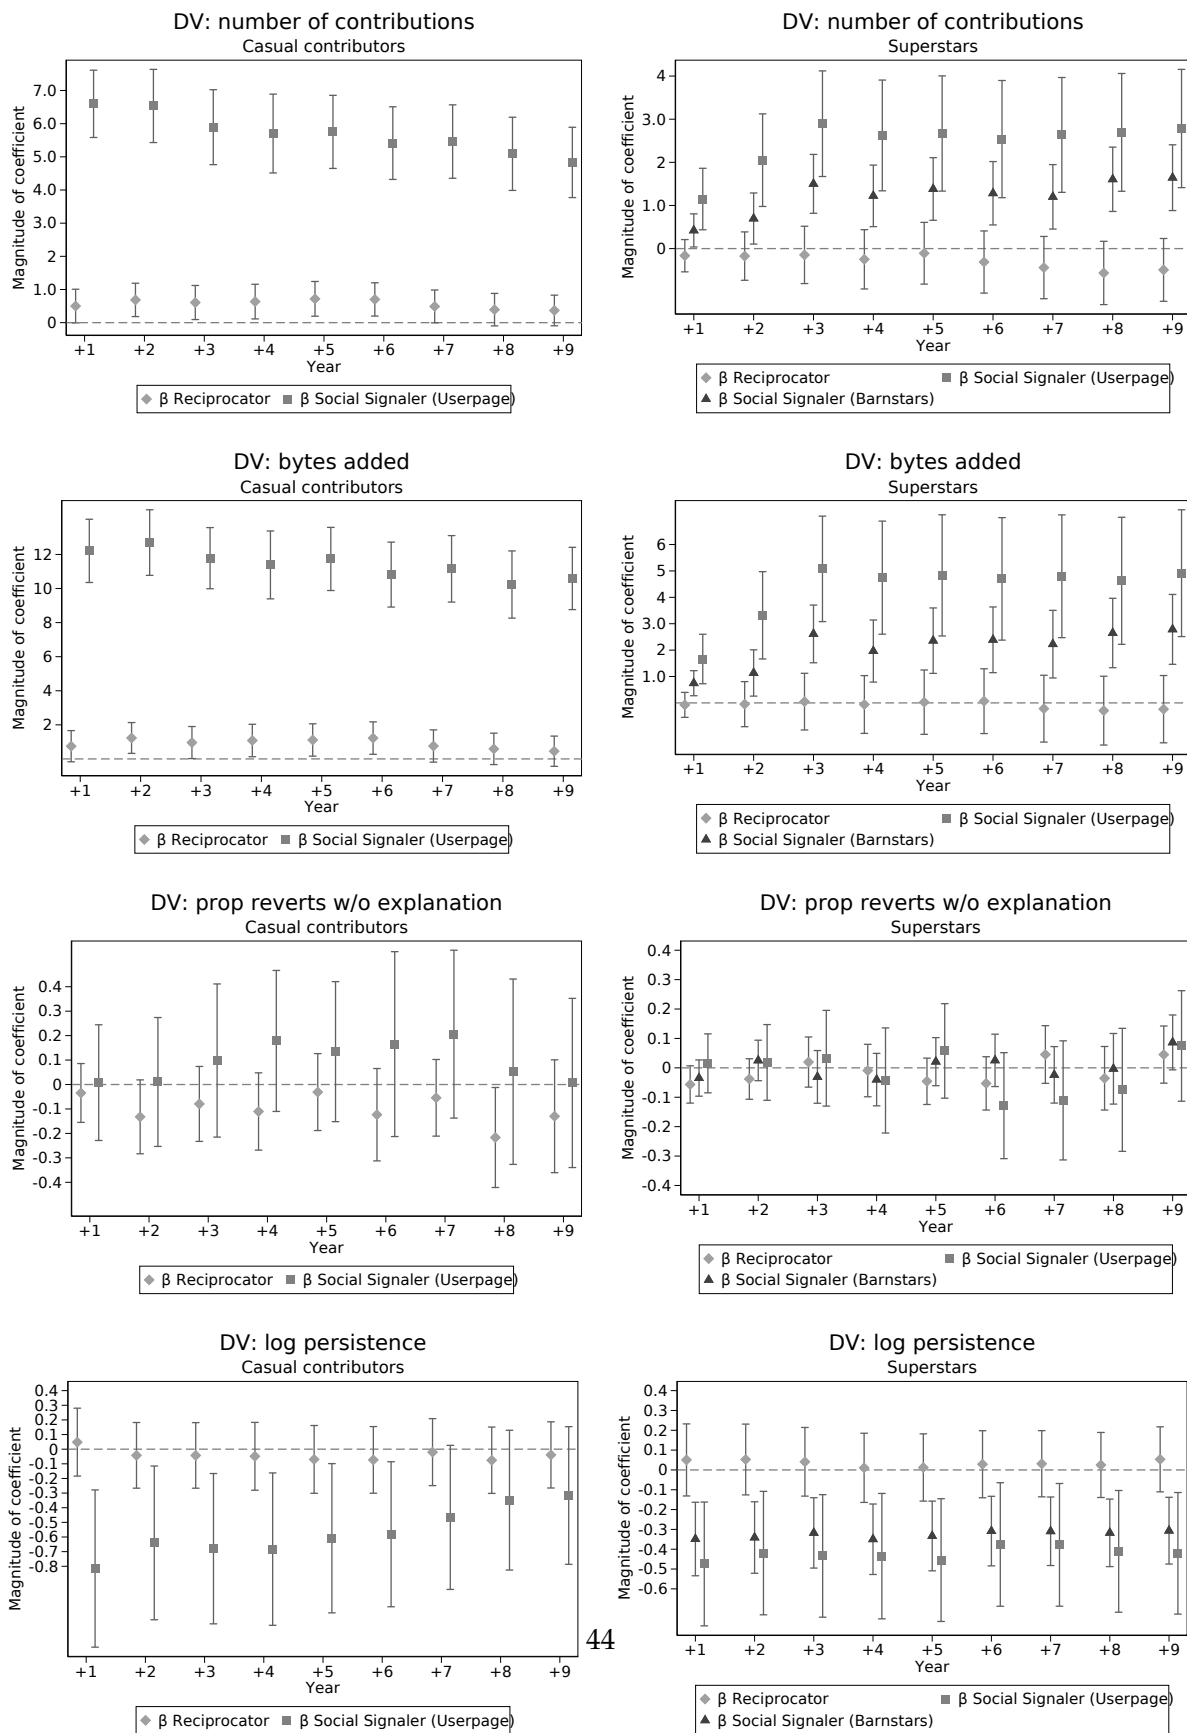 DV: number of contributions
Casual contributors
Magnitude of coefficient
7.0
6.0
5.0
4.0
3.0
2
1.0
0
+1 +2 +3 +4 +5 +6 +7 +8 +9
Year
β Reciprocator β Social Signaler (Userpage)
DV: number of contributions
Superstars
Magnitude of coefficient
4
3.0
2
1.0
0
+1 +2 +3 +4 +5 +6 +7 +8 +9
β Reciprocator β Social Signaler (Userpage)
β Social Signaler (Barnstars)
DV: bytes added
Casual contributors
Magnitude of coefficient
12
10
8
6
4
2
+1 +2 +3 +4 +5 +6 +7 +8 +9
Year
β Reciprocator β Social Signaler (Userpage)
DV: bytes added
Superstars
Magnitude of coefficient
6
5
4
3.0
2
1.0
+1 +2 +3 +4 +5 +6 +7 +8 +9
β Reciprocator β Social Signaler (Userpage)
β Social Signaler (Barnstars)
DV: prop reverts w/o explanation
Casual contributors
Magnitude of coefficient
0.4
0.3
0.2
0.1
0
-0.1
-0.2
-0.3
-0.4
+1 +2 +3 +4 +5 +6 +7 +8 +9
Year
β Reciprocator β Social Signaler (Userpage)
DV: prop reverts w/o explanation
Superstars
Magnitude of coefficient
0.4
0.3
0.2
0.1
0
-0.1
-0.2
-0.3
-0.4
+1 +2 +3 +4 +5 +6 +7 +8 +9
β Reciprocator β Social Signaler (Userpage)
β Social Signaler (Barnstars)
DV: log persistence
Casual contributors
Magnitude of coefficient
0.4
0.3
0.2
0.1
0
-0.1
-0.2
-0.3
-0.4
-0.5
-0.6
-0.7
-0.8
+1 +2 +3 +4 +5 +6 +7 +8 +9
Year
β Reciprocator β Social Signaler (Userpage)
DV: log persistence
Superstars
Magnitude of coefficient
0.4
0.3
0.2
0.1
0
-0.1
-0.2
-0.3
-0.4
-0.5
-0.6
+1 +2 +3 +4 +5 +6 +7 +8 +9
β Reciprocator β Social Signaler (Userpage)
β Social Signaler (Barnstars)
44